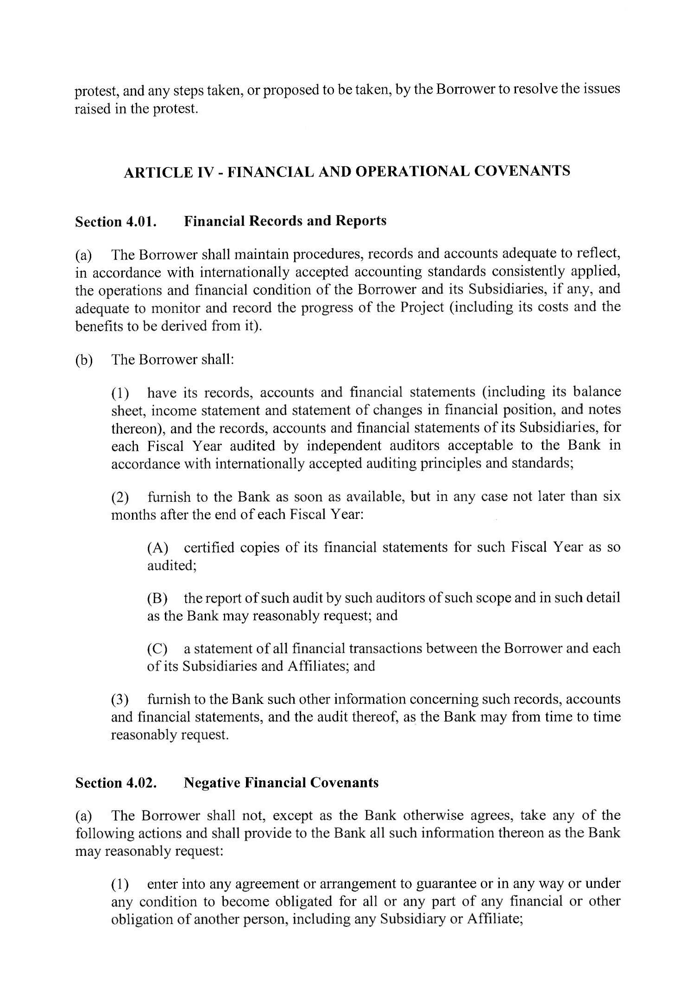 protest, and any steps taken, or proposed to be taken, by the Borrower to resolve the issues
raised in the protest.
ARTICLE IV - FINANCIAL AND OPERATIONAL COVENANTS
Section 4.01. Financial Records and Reports
(a) The Borrower shall maintain procedures, records and accounts adequate to reflect,
in accordance with internationally accepted accounting standards consistently applied,
the operations and financial condition of the Borrower and its Subsidiaries, if any, and
adequate to monitor and record the progress of the Project (including its costs and the
benefits to be derived from it).
(b) The Borrower shall:
(1) have its records, accounts and financial statements (including its balance
sheet, income statement and statement of changes in financial position, and notes
thereon), and the records, accounts and financial statements of its Subsidiaries, for
each Fiscal Year audited by independent auditors acceptable to the Bank in
accordance with internationally accepted auditing principles and standards;
(2) furnish to the Bank as soon as available, but in any case not later than six
months after the end of each Fiscal Year:
(A) certified copies of its financial statements for such Fiscal Year as so
audited;
(B) the report of such audit by such auditors of such scope and in such detail
as the Bank may reasonably request; and
(C) a statement of all financial transactions between the Borrower and each
of its Subsidiaries and Affiliates; and
(3) furnish to the Bank such other information concerning such records, accounts
and financial statements, and the audit thereof, as the Bank may from time to time
reasonably request.
Section 4.02. Negative Financial Covenants
(a) The Borrower shall not, except as the Bank otherwise agrees, take any of the
following actions and shall provide to the Bank all such information thereon as the Bank
may reasonably request:
(1) enter into any agreement or arrangement to guarantee or in any way or under
any condition to become obligated for all or any part of any financial or other
obligation of another person, including any Subsidiary or Affiliate;